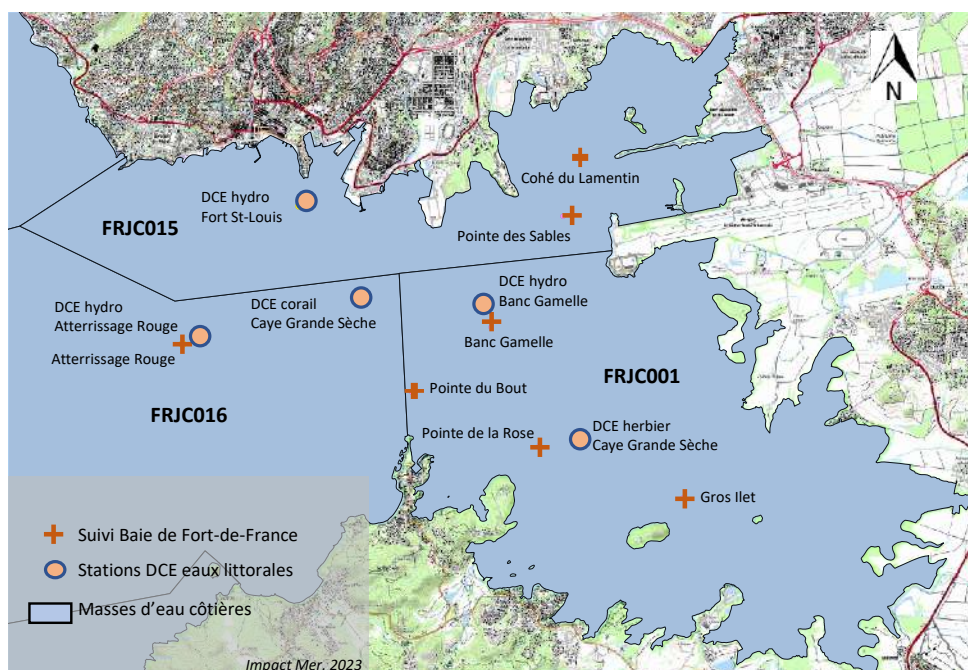 N
Cohé du Lamentin
DCE hydro
Fort St-Louis
FRJC015
Pointe des Sables
DCE hydro
Banc Gamelle
DCE corail
Caye Grande Sèche
DCE hydro
Atterrissage Rouge
Atterrissage Rouge
Banc Gamelle
FRJC001
Pointe du Bout
FRJC016
Pointe de la Rose
DCE herbier
Caye Grande Sèche
Gros Ilet
Suivi Baie de Fort-de-France
Stations DCE eaux littorales
Masses d'eau côtières
Impact Mer, 2023